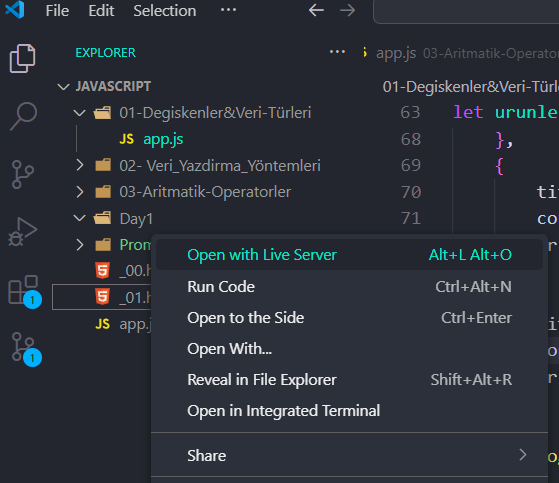 File Edit Selection ...
EXPLORER ...
app.js 03-Aritmatik-Operator
JAVASCRIPT
01-Degiskenler&Veri-Türl
01-Degiskenler&Veri-Türleri
63 let urunle
JS app.js
68 },
02- Veri_Yazdirma_Yöntemleri
69 {
03-Aritmatik-Operatorler
70 tit
Day1
71 co
Prom
Open with Live Server Alt+L Alt+O
_00.h
Run Code Ctrl+Alt+N
_01.h
1
Open to the Side Ctrl+Enter
JS app.j
Open With...
1
Reveal in File Explorer Shift+Alt+R
Open in Integrated Terminal
Share